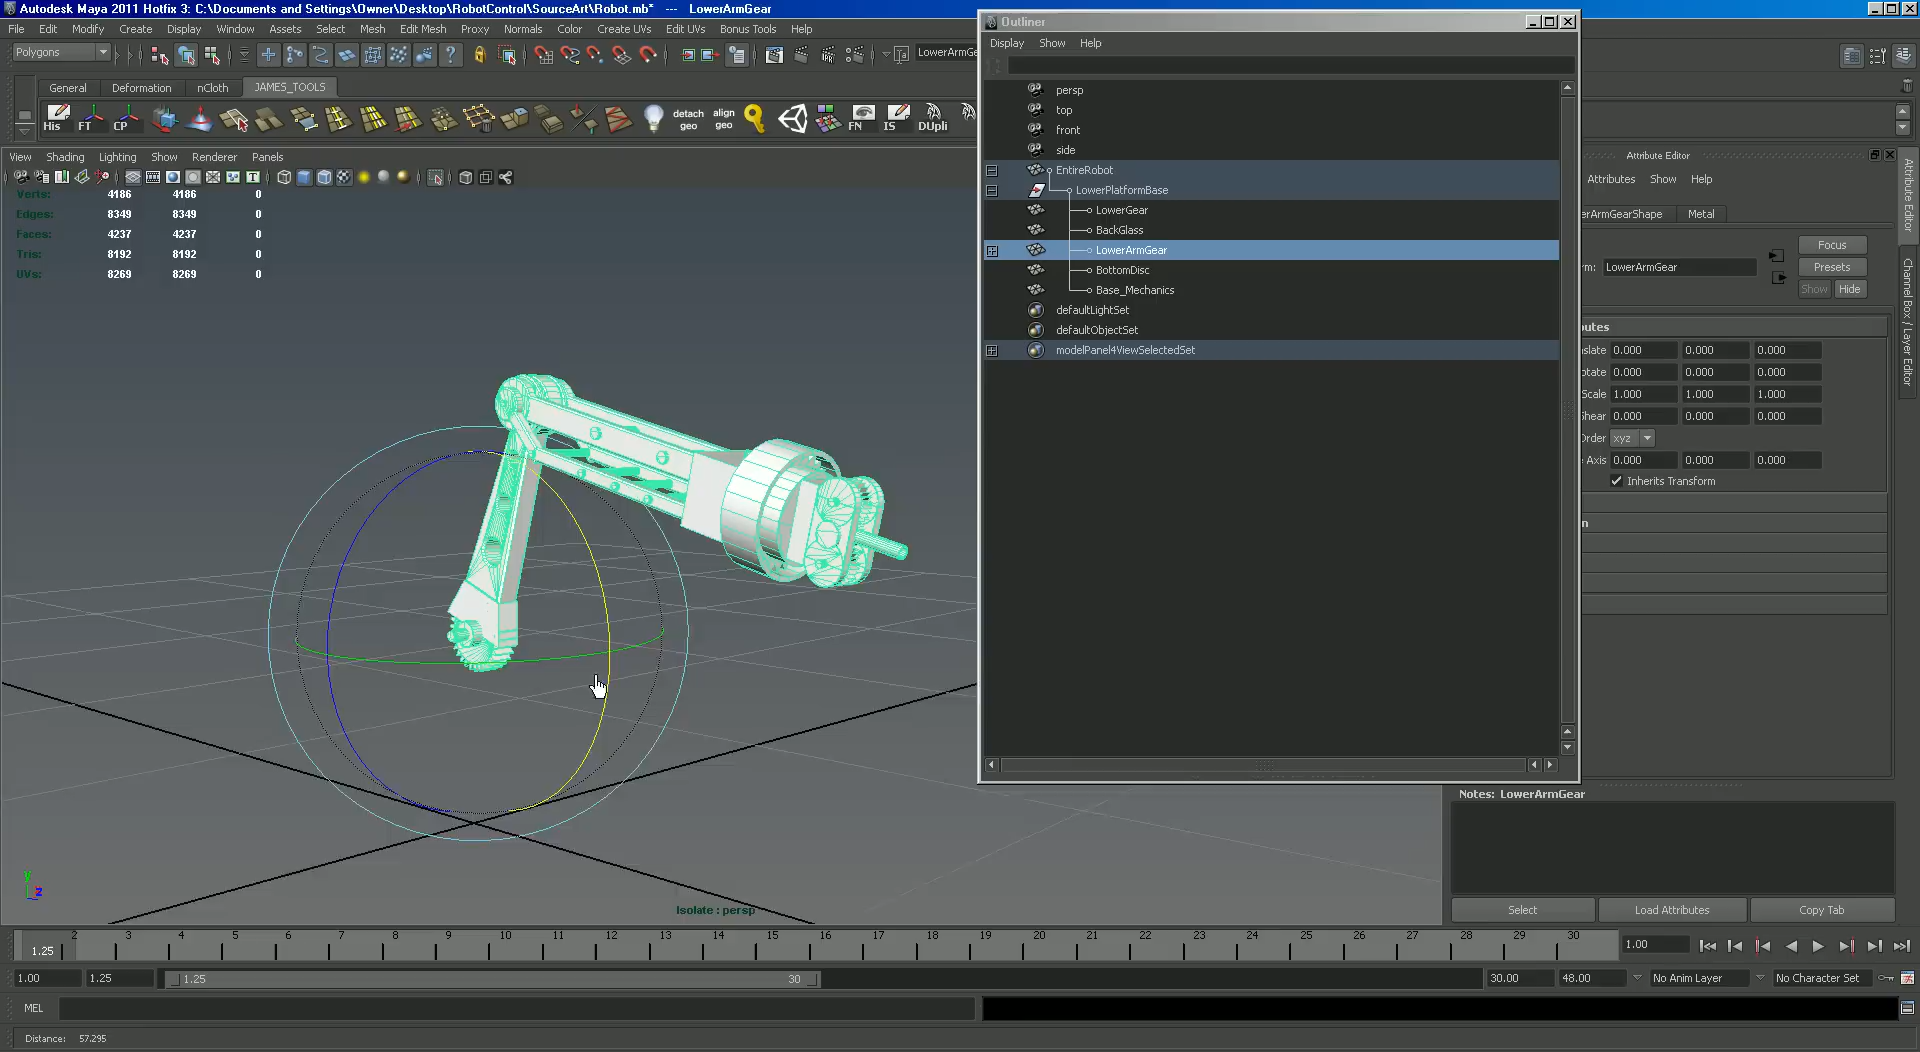 Autodesk Maya 2011 Hotfix 3: C:\Documents and Settings\Owner\Desktop\RobotControl\SourceArt\Robot.mb* --- LowerArmGear
File Edit Modify Create Display Window Assets Select Mesh Edit Mesh Proxy Normals Color Create UVs Edit UVs Bonus Tools Help
Polygons
LowerArmGe
General Deformation nCloth JAMES_TOOLS
His FT CP detach geo align geo FN IS DUpli
View Shading Lighting Show Renderer Panels
Verts: 4186 4186 0
Edges: 8349 8349 0
Faces: 4237 4237 0
Tris: 8192 8192 0
UVs: 8269 8269 0
Isolate : persp
y
z
Outliner
Display Show Help
persp
top
front
side
EntireRobot
LowerPlatformBase
LowerGear
BackGlass
LowerArmGear
BottomDisc
Base_Mechanics
defaultLightSet
defaultObjectSet
modelPanel4ViewSelectedSet
Attribute Editor
Attributes Show Help
erArmGearShape Metal
Focus
rm: LowerArmGear Presets
Show Hide
utes
nslate 0.000 0.000 0.000
otate 0.000 0.000 0.000
Scale 1.000 1.000 1.000
Shear 0.000 0.000 0.000
Order xyz
Axis 0.000 0.000 0.000
Inherits Transform
n
Notes: LowerArmGear
Select Load Attributes Copy Tab
Attribute Editor
Channel Box / Layer Editor
1.25 2 3 4 5 6 7 8 9 10 11 12 13 14 15 16 17 18 19 20 21 22 23 24 25 26 27 28 29 30 1.00
1.00 1.25 1.25 30 30.00 48.00 No Anim Layer No Character Set
MEL
Distance: 57.295